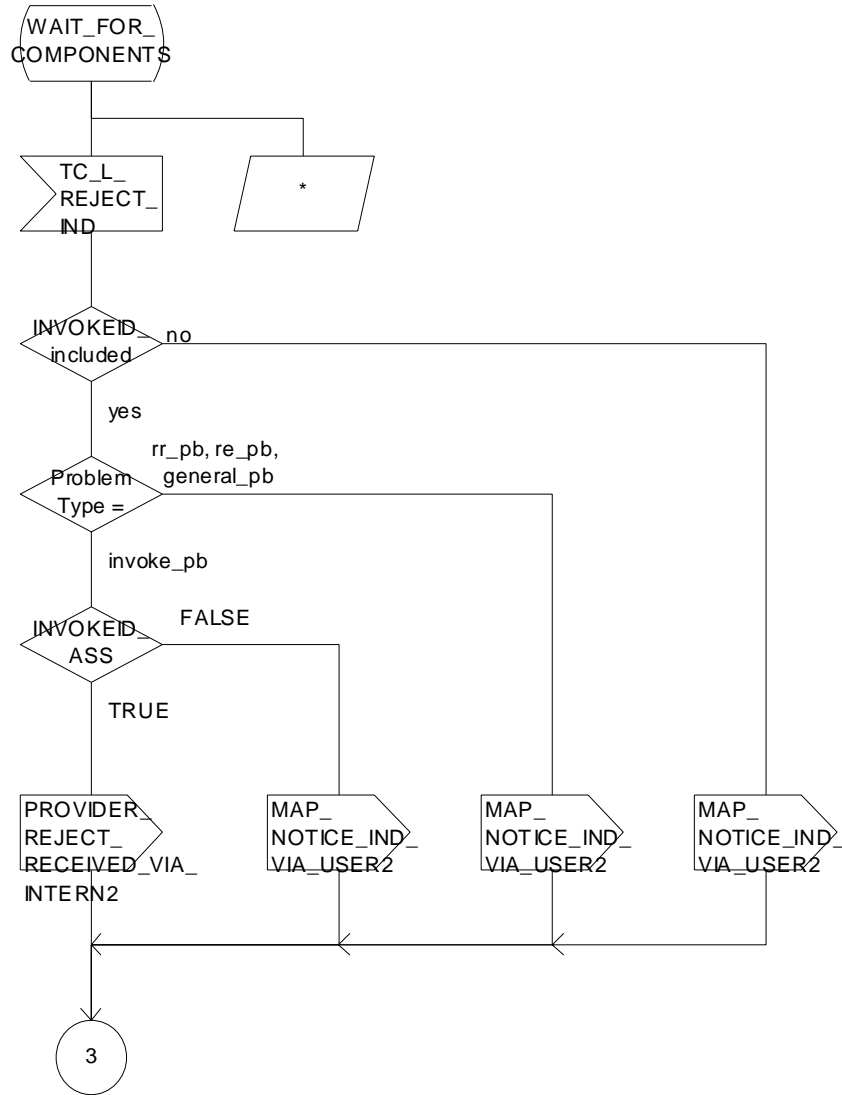 WAIT_FOR_
COMPONENTS
TC_L_
REJECT_
IND
*
INVOKEID_
included
no
yes
rr_pb, re_pb,
general_pb
Problem
Type =
invoke_pb
FALSE
INVOKEID_
ASS
TRUE
PROVIDER_
REJECT_
RECEIVED_VIA_
INTERN2
MAP_
NOTICE_IND_
VIA_USER2
MAP_
NOTICE_IND_
VIA_USER2
MAP_
NOTICE_IND_
VIA_USER2
3